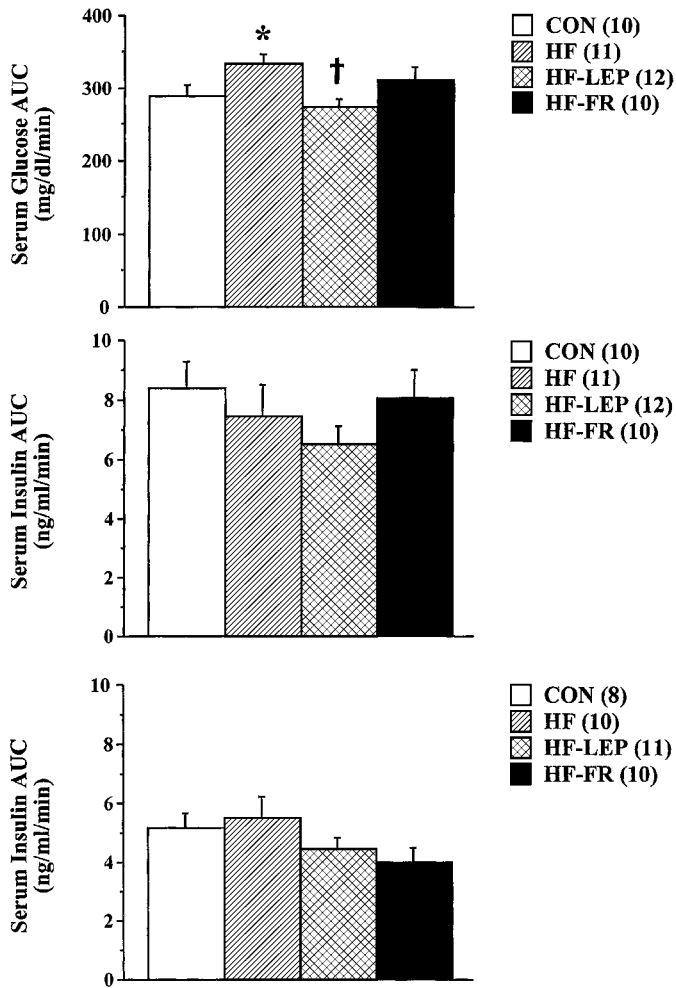 Serum Glucose AUC
(mg/dl/min)
400
300
200
100
0
*
†
CON (10)
HF (11)
HF-LEP (12)
HF-FR (10)
Serum Insulin AUC
(ng/ml/min)
10
8
6
4
2
0
CON (10)
HF (11)
HF-LEP (12)
HF-FR (10)
Serum Insulin AUC
(ng/ml/min)
10
8
6
4
2
0
CON (8)
HF (10)
HF-LEP (11)
HF-FR (10)